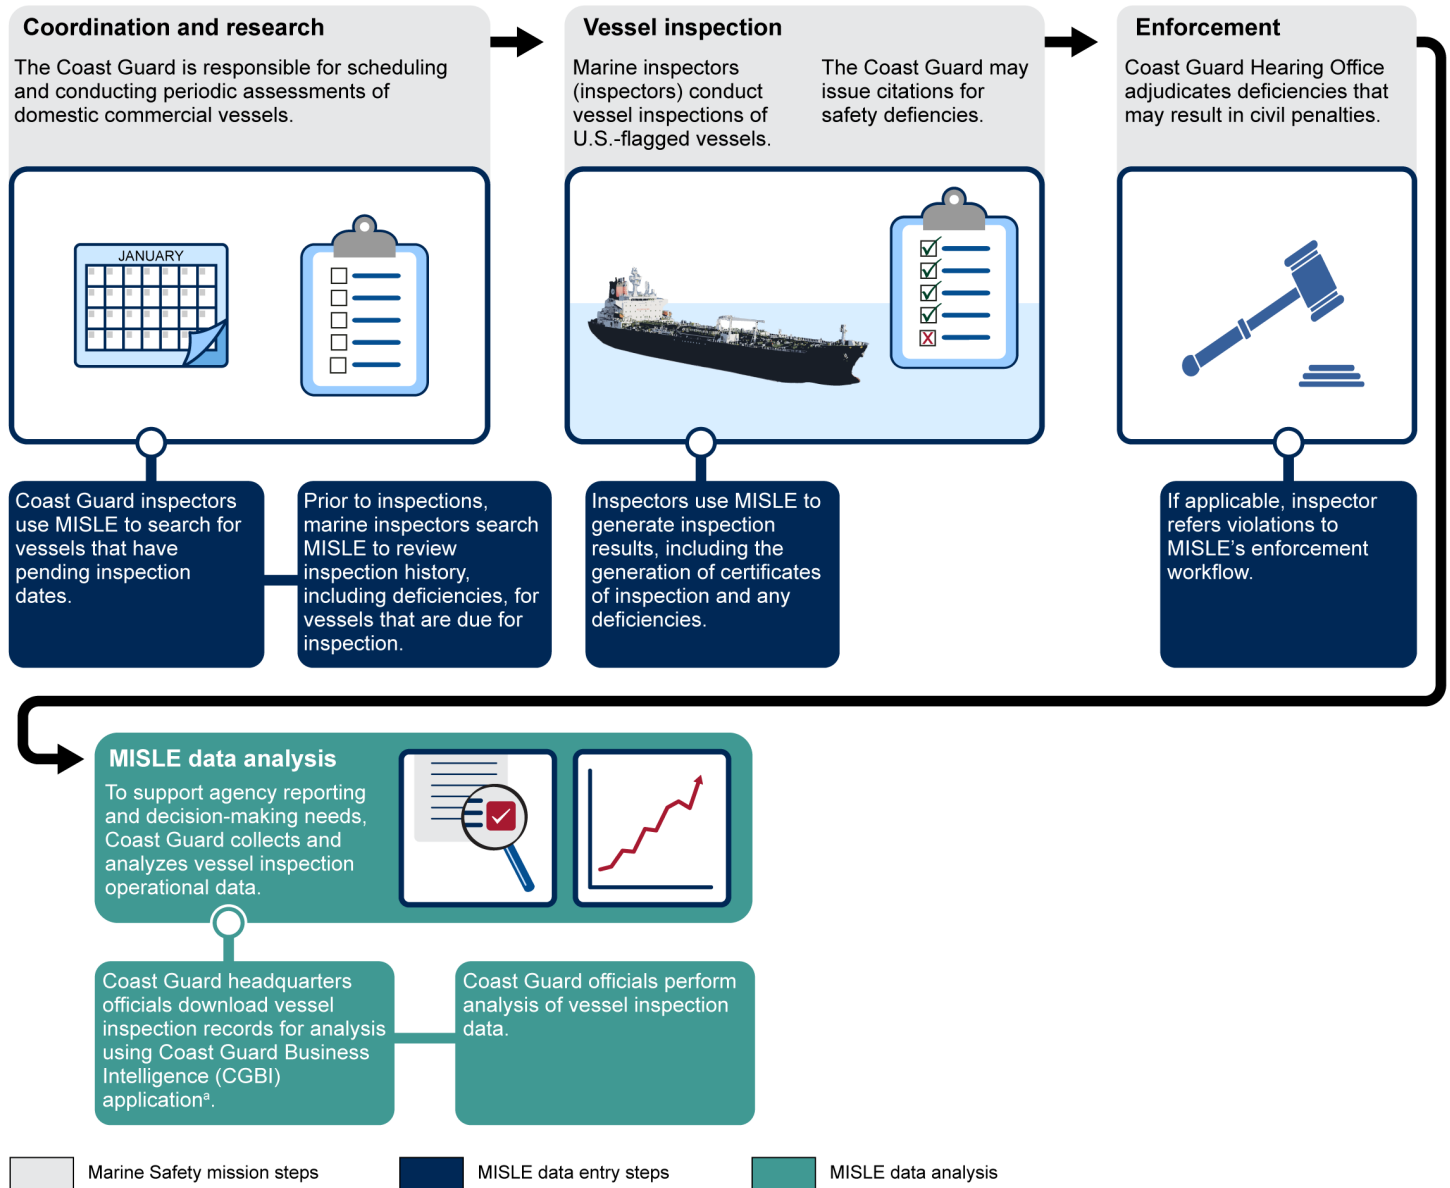 Coordination and research
The Coast Guard is responsible for scheduling
and conducting periodic assessments of
domestic commercial vessels.
JANUARY
Coast Guard inspectors
use MISLE to search for
vessels that have
pending inspection
dates.
Prior to inspections,
marine inspectors search
MISLE to review
inspection history,
including deficiencies, for
vessels that are due for
inspection.
Vessel inspection
Marine inspectors
(inspectors) conduct
vessel inspections of
U.S.-flagged vessels.
The Coast Guard may
issue citations for
safety defiencies.
Inspectors use MISLE to
generate inspection
results, including the
generation of certificates
of inspection and any
deficiencies.
Enforcement
Coast Guard Hearing Office
adjudicates deficiencies that
may result in civil penalties.
If applicable, inspector
refers violations to
MISLE’s enforcement
workflow.
MISLE data analysis
To support agency reporting
and decision-making needs,
Coast Guard collects and
analyzes vessel inspection
operational data.
Coast Guard headquarters
officials download vessel
inspection records for analysis
using Coast Guard Business
Intelligence (CGBI)
applicationᵃ.
Coast Guard officials perform
analysis of vessel inspection
data.
Marine Safety mission steps
MISLE data entry steps
MISLE data analysis